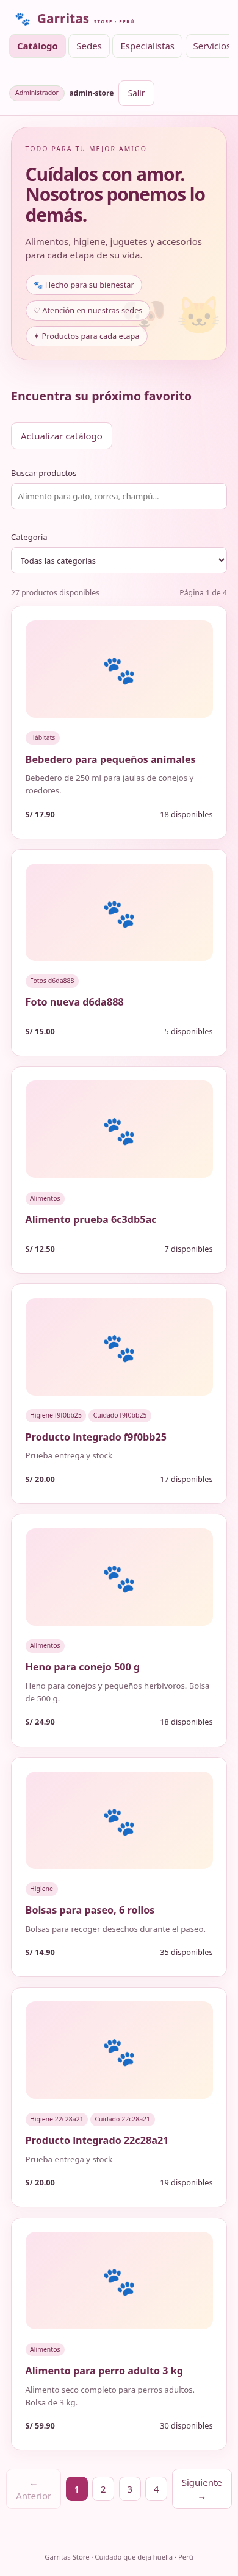 Garritas STORE · PERÚ
Catálogo Sedes Especialistas Servicios
Administrador admin-store Salir
TODO PARA TU MEJOR AMIGO
Cuídalos con amor.
Nosotros ponemos lo
demás.
Alimentos, higiene, juguetes y accesorios
para cada etapa de su vida.
Hecho para su bienestar
♡ Atención en nuestras sedes
✦ Productos para cada etapa
Encuentra su próximo favorito
Actualizar catálogo
Buscar productos
Alimento para gato, correa, champú...
Categoría
Todas las categorías
27 productos disponibles Página 1 de 4
Hábitats
Bebedero para pequeños animales
Bebedero de 250 ml para jaulas de conejos y
roedores.
S/ 17.90 18 disponibles
Fotos d6da888
Foto nueva d6da888
S/ 15.00 5 disponibles
Alimentos
Alimento prueba 6c3db5ac
S/ 12.50 7 disponibles
Higiene f9f0bb25 Cuidado f9f0bb25
Producto integrado f9f0bb25
Prueba entrega y stock
S/ 20.00 17 disponibles
Alimentos
Heno para conejo 500 g
Heno para conejos y pequeños herbívoros. Bolsa
de 500 g.
S/ 24.90 18 disponibles
Higiene
Bolsas para paseo, 6 rollos
Bolsas para recoger desechos durante el paseo.
S/ 14.90 35 disponibles
Higiene 22c28a21 Cuidado 22c28a21
Producto integrado 22c28a21
Prueba entrega y stock
S/ 20.00 19 disponibles
Alimentos
Alimento para perro adulto 3 kg
Alimento seco completo para perros adultos.
Bolsa de 3 kg.
S/ 59.90 30 disponibles
← Anterior 1 2 3 4 Siguiente →
Garritas Store · Cuidado que deja huella · Perú